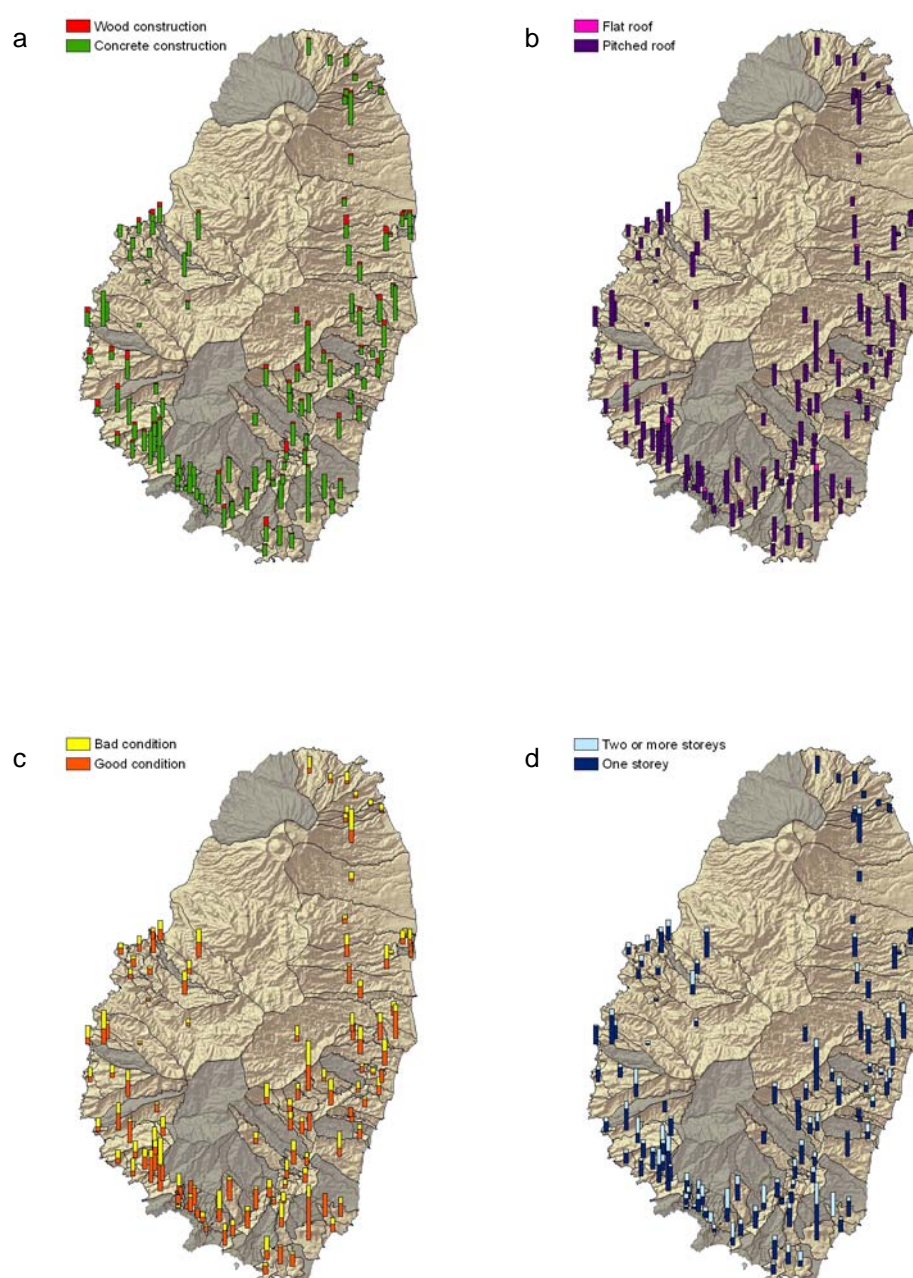 a
Wood construction
Concrete construction
b
Flat roof
Pitched roof
c
Bad condition
Good condition
d
Two or more storeys
One storey